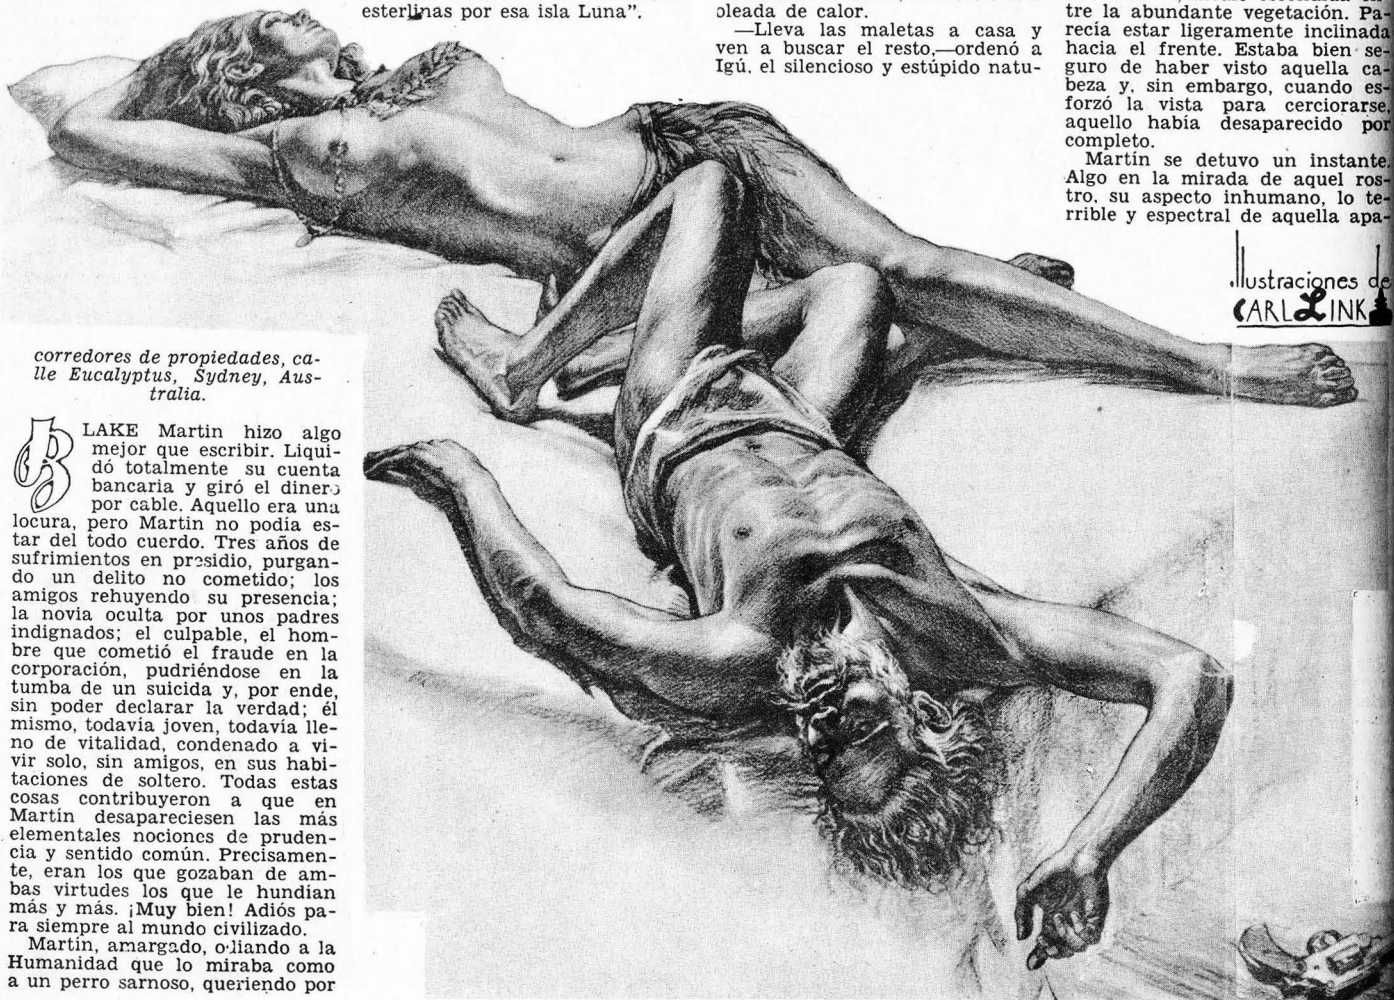 corredores de propiedades, ca-
lle Eucalyptus, Sydney, Aus-
tralia.
BLAKE Martin hizo algo
mejor que escribir. Liqui-
dó totalmente su cuenta
bancaria y giró el dinero
por cable. Aquello era una
locura, pero Martin no podía es-
tar del todo cuerdo. Tres años de
sufrimientos en presidio, purgan-
do un delito no cometido; los
amigos rehuyendo su presencia;
la novia oculta por unos padres
indignados; el culpable, el hom-
bre que cometió el fraude en la
corporación, pudriéndose en la
tumba de un suicida y, por ende,
sin poder declarar la verdad; él
mismo, todavía joven, todavía lle-
no de vitalidad, condenado a vi-
vir solo, sin amigos, en sus habi-
taciones de soltero. Todas estas
cosas contribuyeron a que en
Martín desapareciesen las más
elementales nociones de pruden-
cia y sentido común. Precisamen-
te, eran los que gozaban de am-
bas virtudes los que le hundían
más y más. ¡Muy bien! Adiós pa-
ra siempre al mundo civilizado.
Martín, amargado, odiando a la
Humanidad que lo miraba como
a un perro sarnoso, queriendo por
esterlinas por esa isla Luna".
oleada de calor.
—Lleva las maletas a casa y
ven a buscar el resto,—ordenó a
Igú, el silencioso y estúpido natu-
tre la abundante vegetación. Pa-
recía estar ligeramente inclinada
hacia el frente. Estaba bien se-
guro de haber visto aquella ca-
beza y, sin embargo, cuando es-
forzó la vista para cerciorarse,
aquello había desaparecido por
completo.
Martín se detuvo un instante.
Algo en la mirada de aquel ros-
tro, su aspecto inhumano, lo te-
rrible y espectral de aquella apa-
Ilustraciones de
CARL LINK